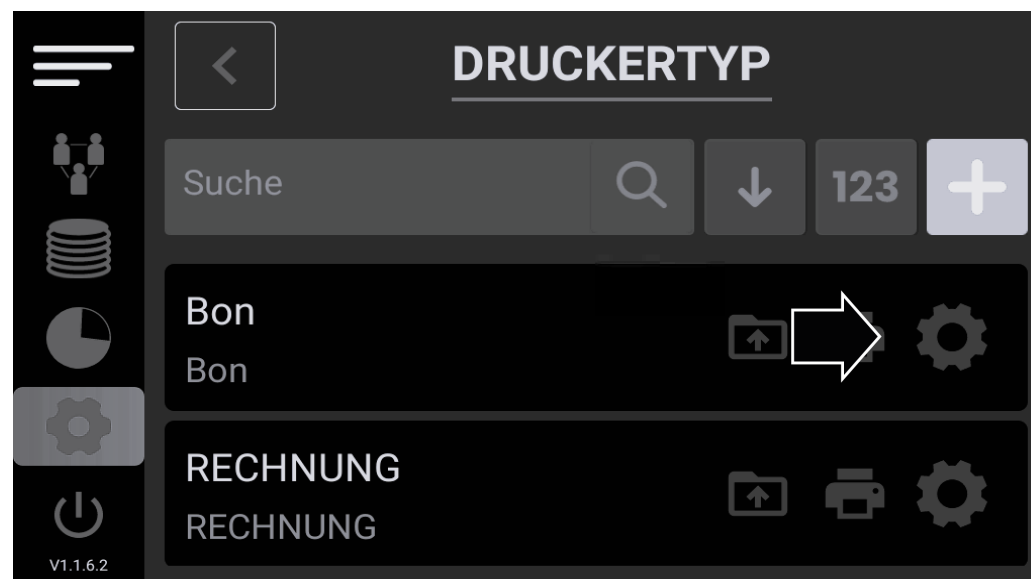 DRUCKERTYP
Suche
123
Bon
Bon
RECHNUNG
RECHNUNG
V1.1.6.2